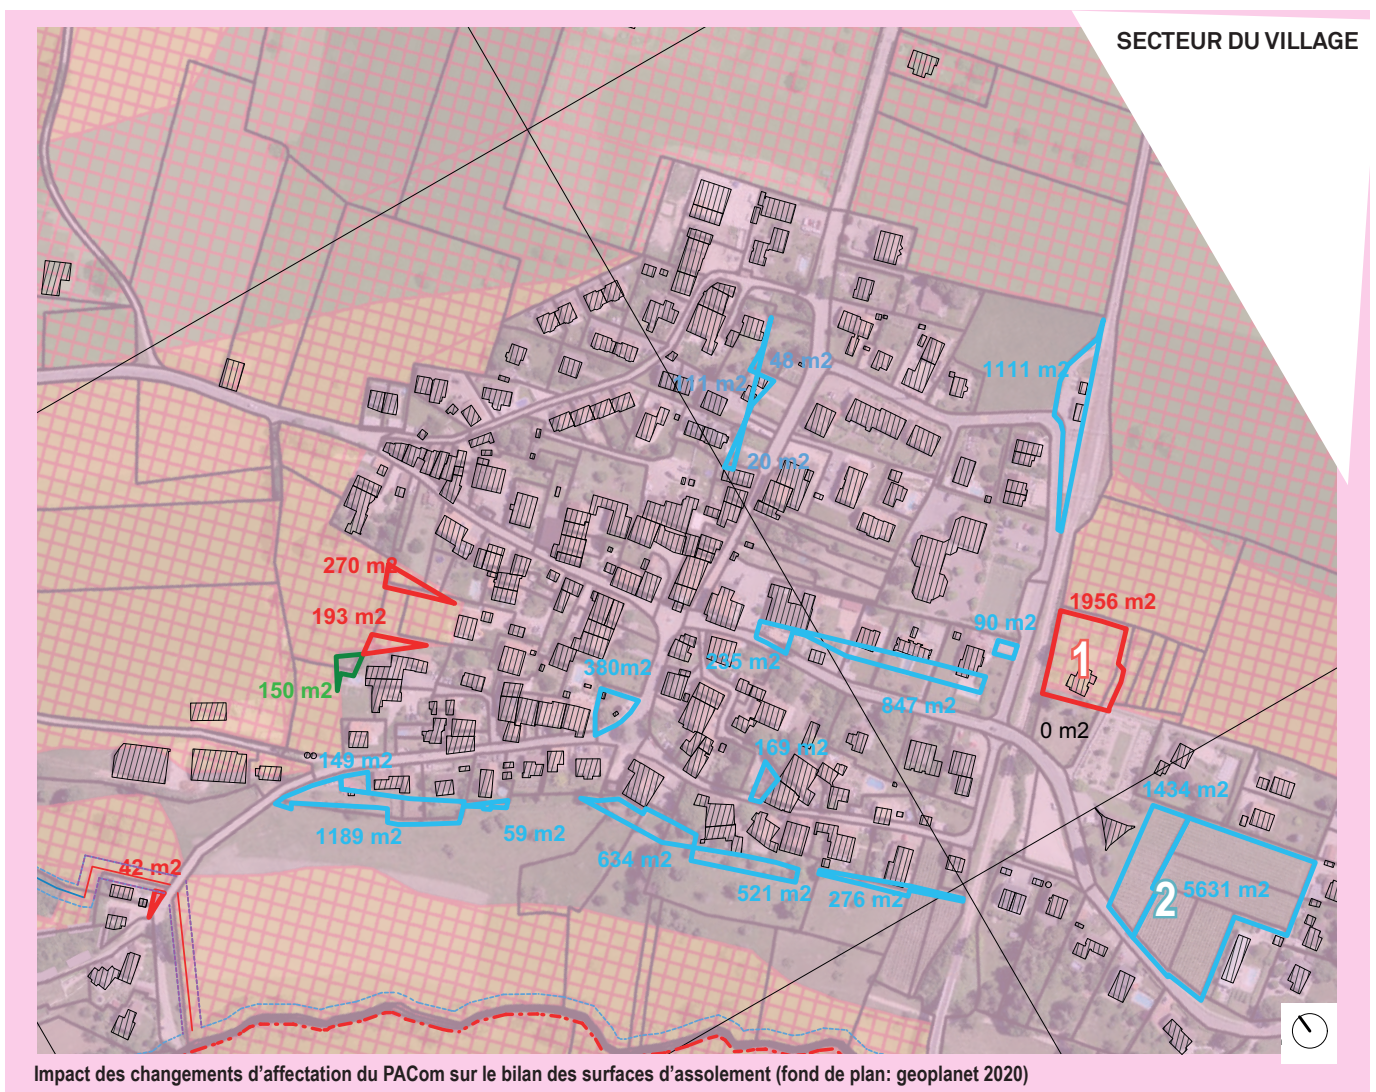 SECTEUR DU VILLAGE
48 m2
111 m2
1111 m2
20 m2
270 m2
193 m2
1956 m2
90 m2
1
380m2
235 m2
150 m2
847 m2
0 m2
149 m2
169 m2
1434 m2
1189 m2
59 m2
634 m2
42 m2
521 m2
276 m2
2
5631 m2
Impact des changements d'affectation du PACom sur le bilan des surfaces d'assolement (fond de plan: geoplanet 2020)